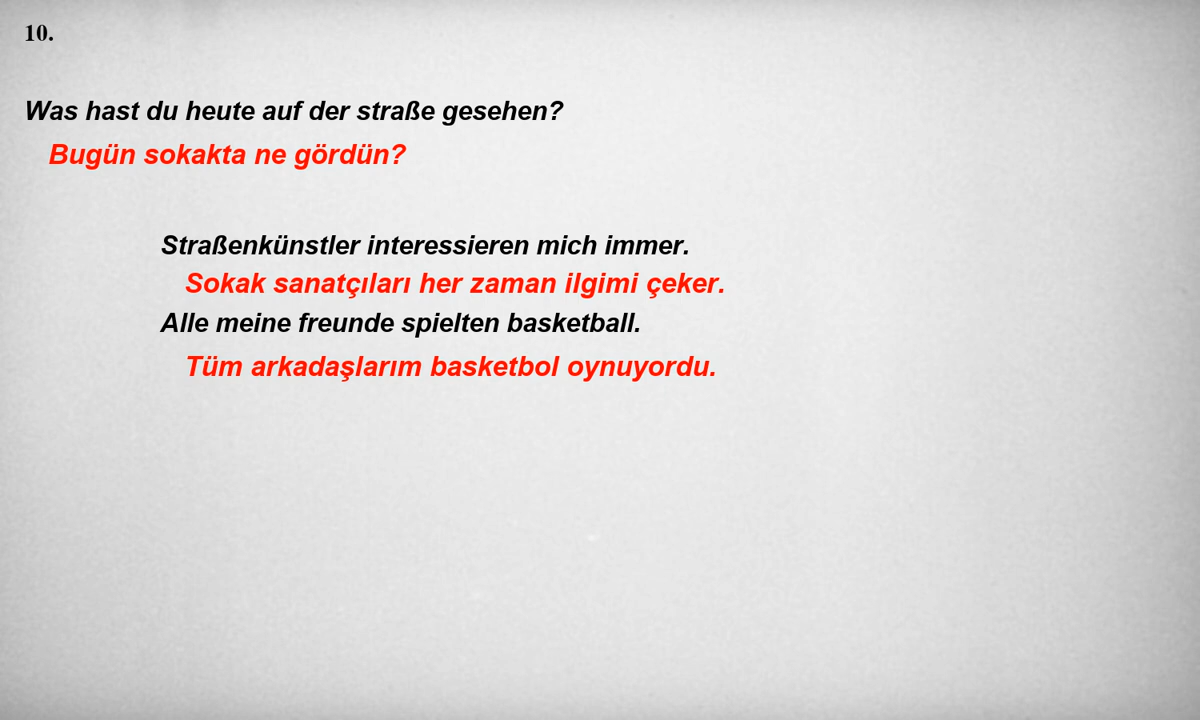 10.
Was hast du heute auf der straße gesehen?
Bugün sokakta ne gördün?
Straßenkünstler interessieren mich immer.
Sokak sanatçıları her zaman ilgimi çeker.
Alle meine freunde spielten basketball.
Tüm arkadaşlarım basketbol oynuyordu.